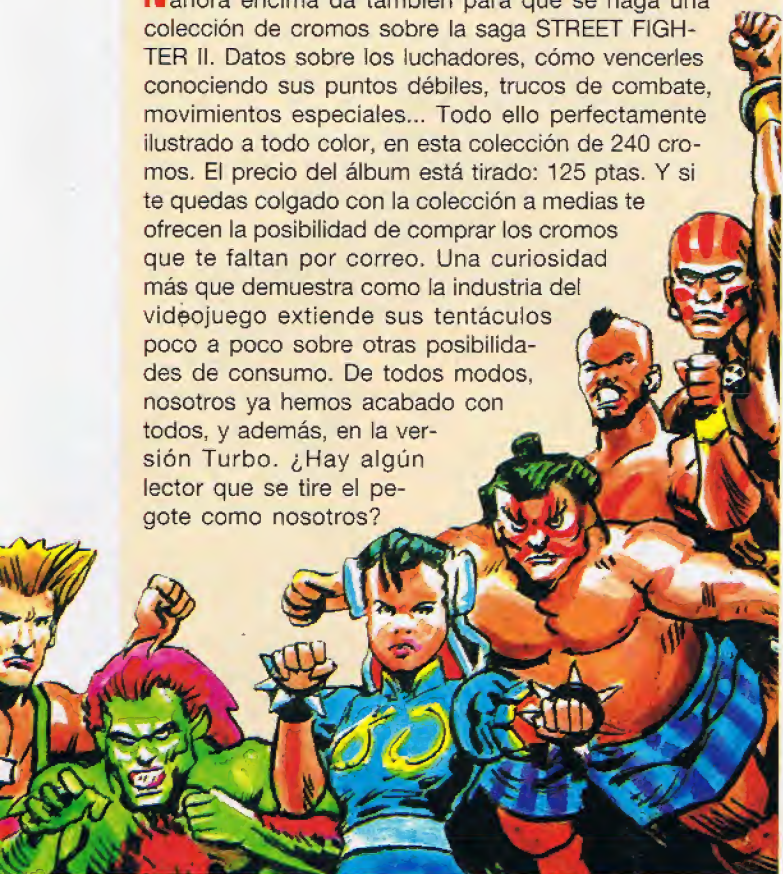 ahora encima da también para que se haga una
colección de cromos sobre la saga STREET FIGH-
TER II. Datos sobre los luchadores, cómo vencerles
conociendo sus puntos débiles, trucos de combate,
movimientos especiales... Todo ello perfectamente
ilustrado a todo color, en esta colección de 240 cro-
mos. El precio del álbum está tirado: 125 ptas. Y si
te quedas colgado con la colección a medias te
ofrecen la posibilidad de comprar los cromos
que te faltan por correo. Una curiosidad
más que demuestra como la industria del
videojuego extiende sus tentáculos
poco a poco sobre otras posibilida-
des de consumo. De todos modos,
nosotros ya hemos acabado con
todos, y además, en la ver-
sión Turbo. ¿Hay algún
lector que se tire el pe-
gote como nosotros?